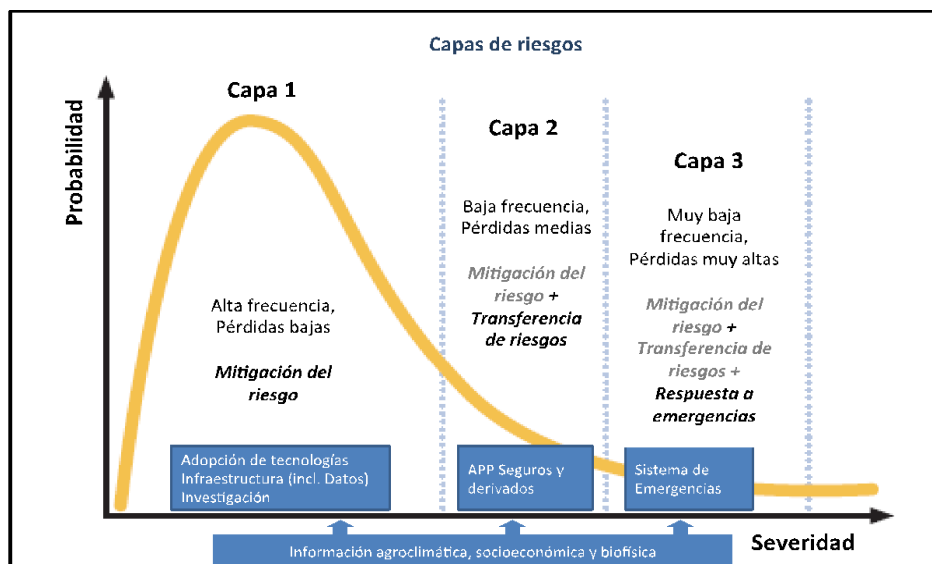 Capas de riesgos
Probabilidad
Capa 1
Alta frecuencia,
Pérdidas bajas
Mitigación del
riesgo
Adopción de tecnologías
Infraestructura (incl. Datos)
Investigación
Capa 2
Baja frecuencia,
Pérdidas medias
Mitigación del
riesgo +
Transferencia
de riesgos
APP Seguros y
derivados
Capa 3
Muy baja
frecuencia,
Pérdidas muy altas
Mitigación del
riesgo +
Transferencia de
riesgos +
Respuesta a
emergencias
Sistema de
Emergencias
Información agroclimática, socioeconómica y biofísica
Severidad